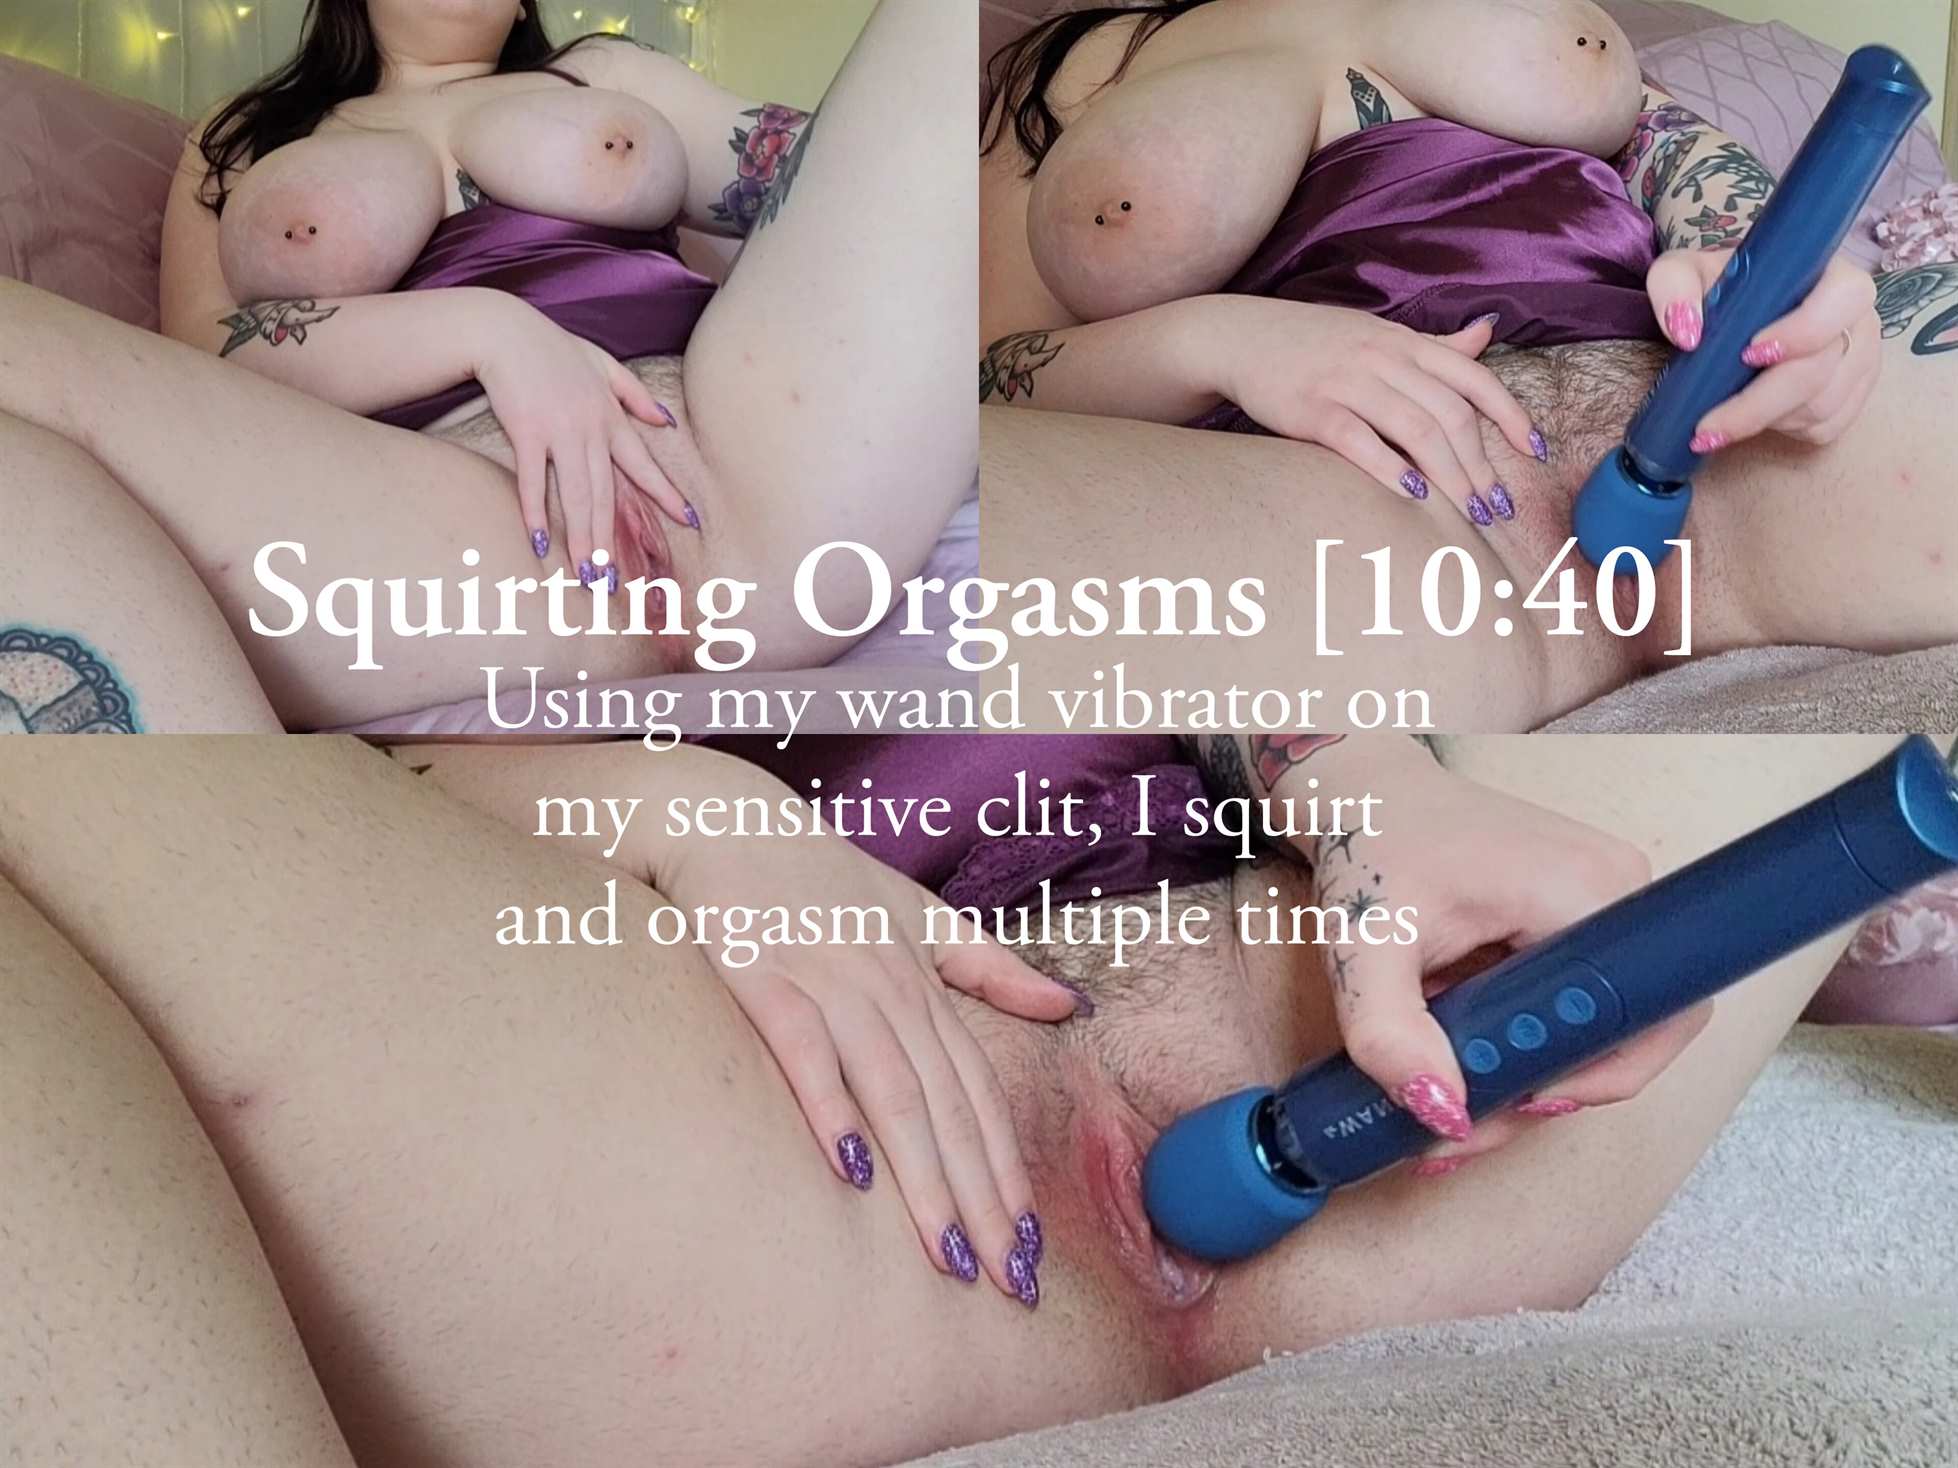 Squirting Orgasms [10:40]
Using my wand vibrator on
my sensitive clit, I squirt
and orgasm multiple times